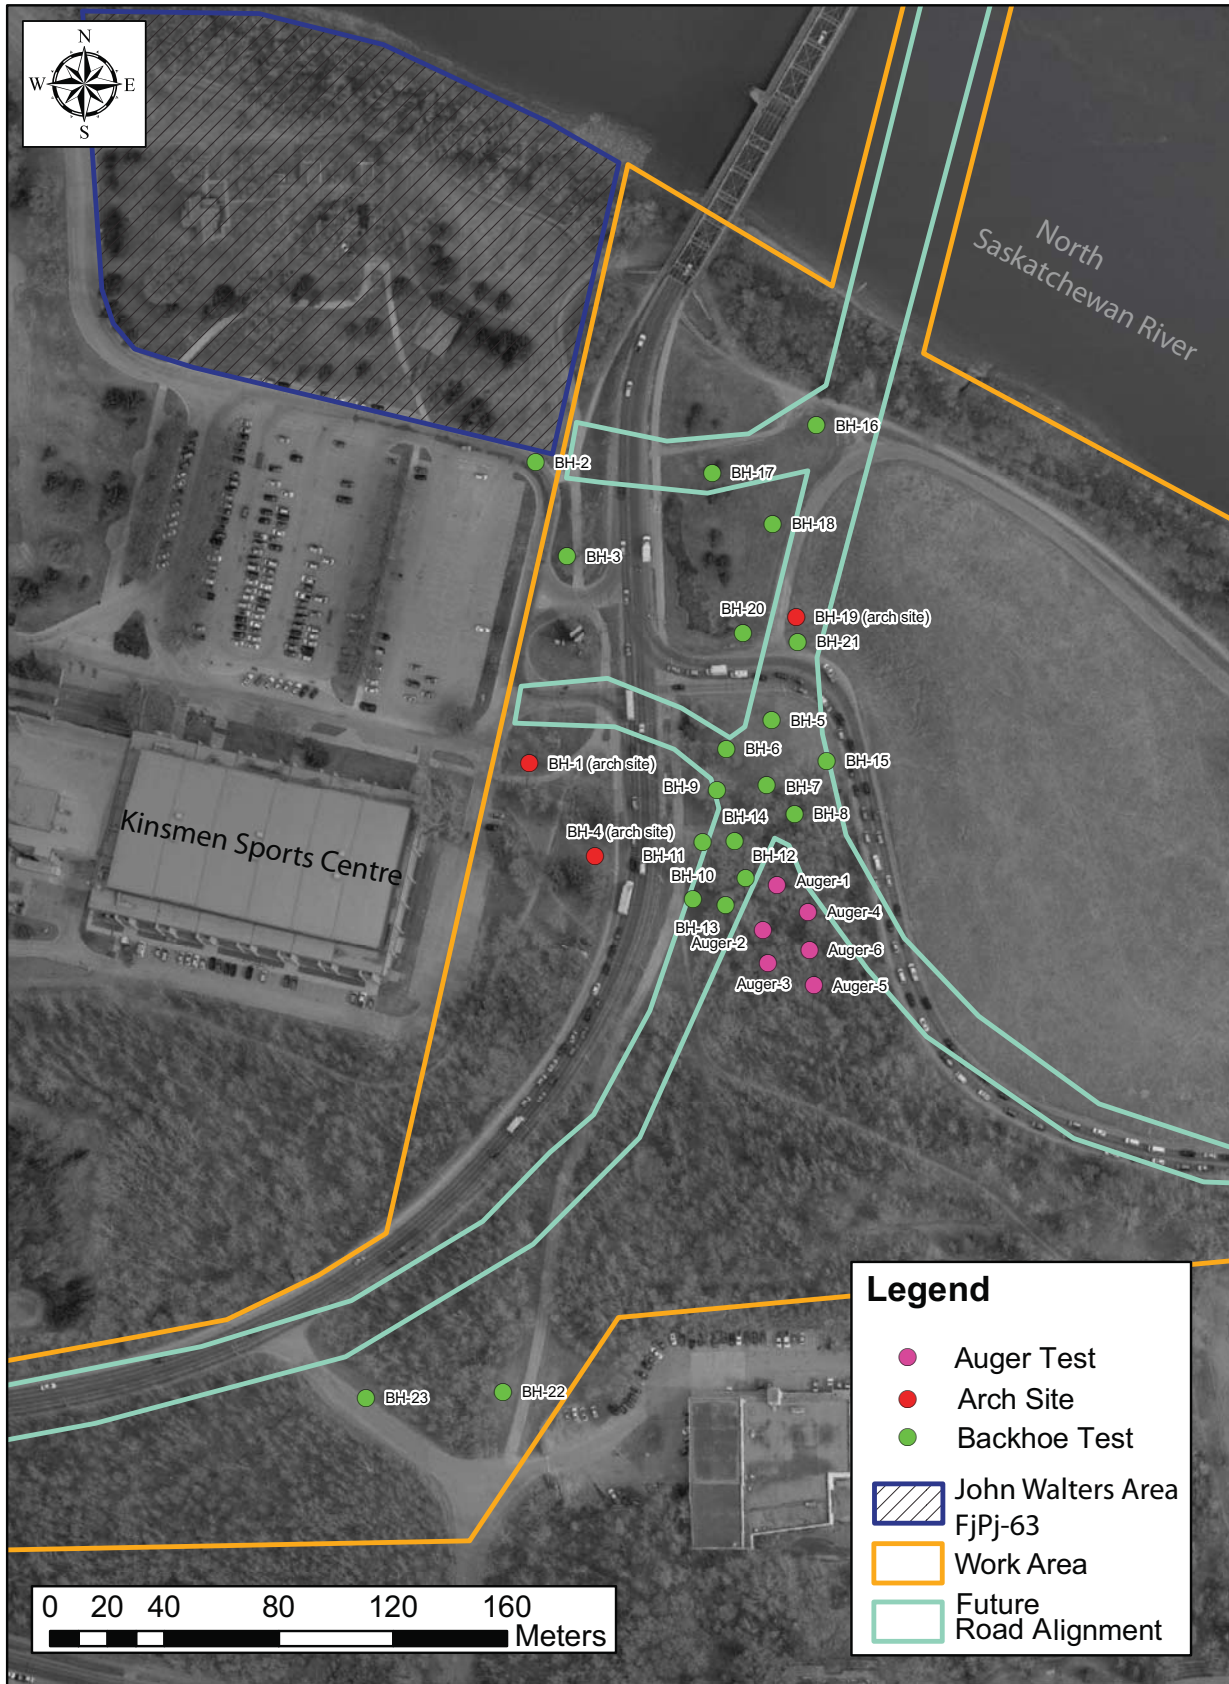 N
W E
S
North
Saskatchewan River
BH-16
BH-2
BH-17
BH-18
BH-3
BH-20
BH-19 (arch site)
BH-21
BH-5
BH-6
BH-15
BH-1 (arch site)
BH-9
BH-7
BH-14
BH-8
Kinsmen Sports Centre
BH-4 (arch site)
BH-11
BH-12
BH-10
Auger-1
Auger-4
BH-13
Auger-2
Auger-6
Auger-3
Auger-5
BH-23
BH-22
Legend
Auger Test
Arch Site
Backhoe Test
John Walters Area
FjPj-63
Work Area
Future
Road Alignment
0 20 40 80 120 160
Meters